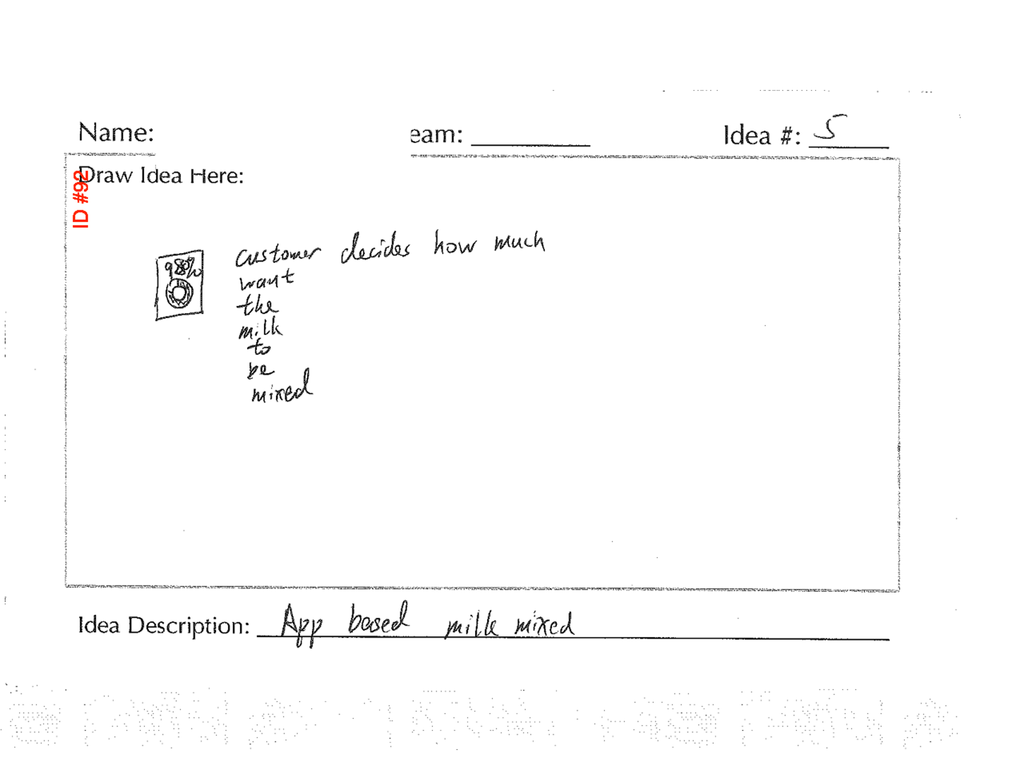 Name:
eam:
Idea #: 5
ID #92
Draw Idea Here:
98%
customer decides how much
want
the
milk
to
be
mixed
Idea Description: App based milk mixed